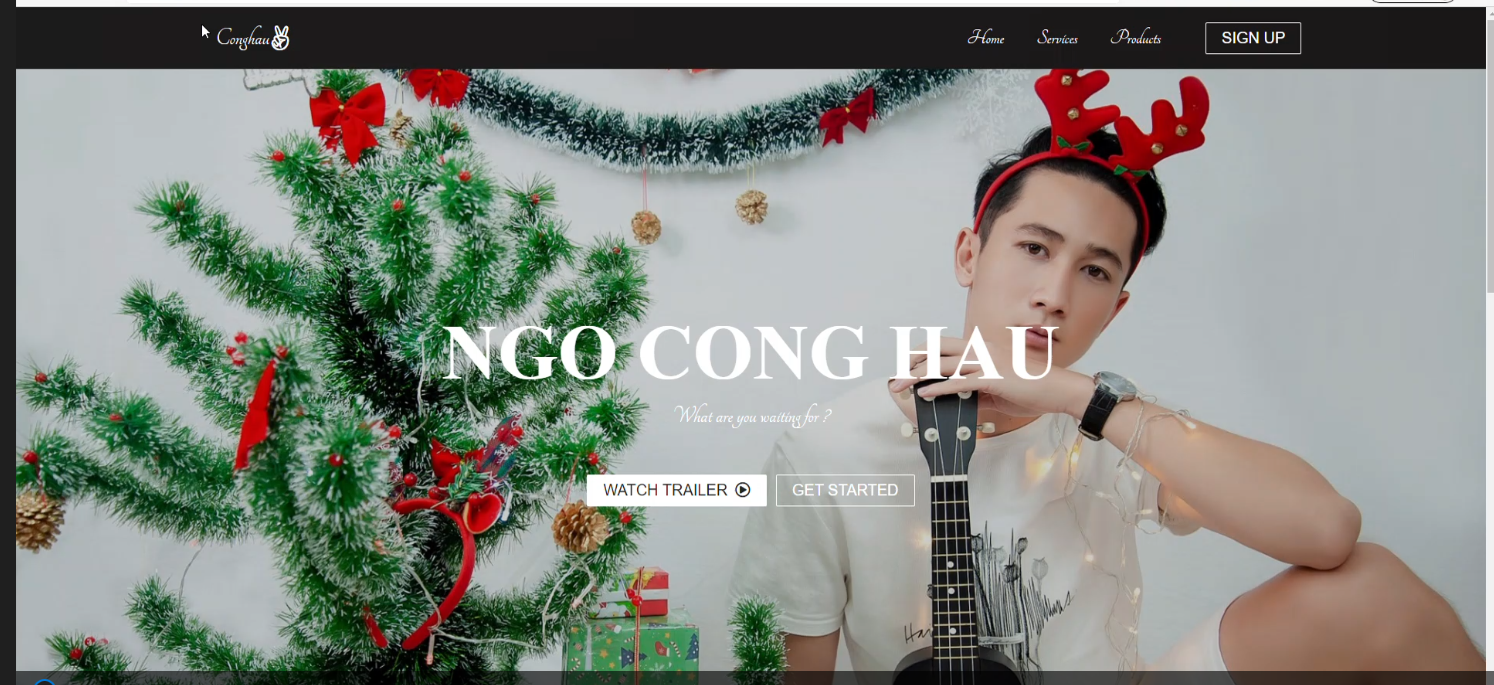 Conghau✌
Home Services Products SIGN UP
NGO CONG HAU
What are you waiting for ?
WATCH TRAILER
GET STARTED